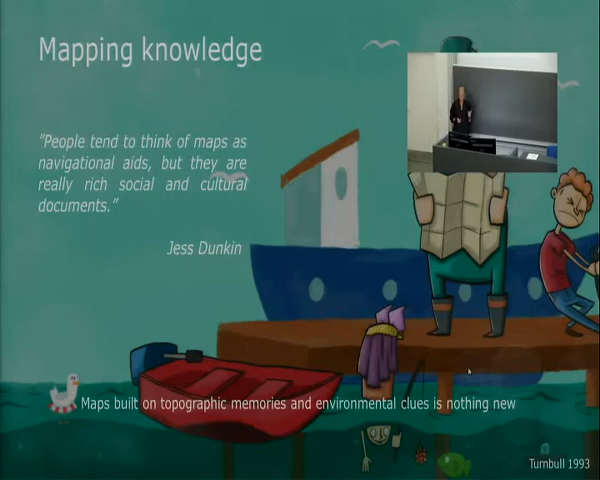 Mapping knowledge
"People tend to think of maps as
navigational aids, but they are
really rich social and cultural
documents."
Jess Dunkin
Maps built on topographic memories and environmental clues is nothing new
Turnbull 1993